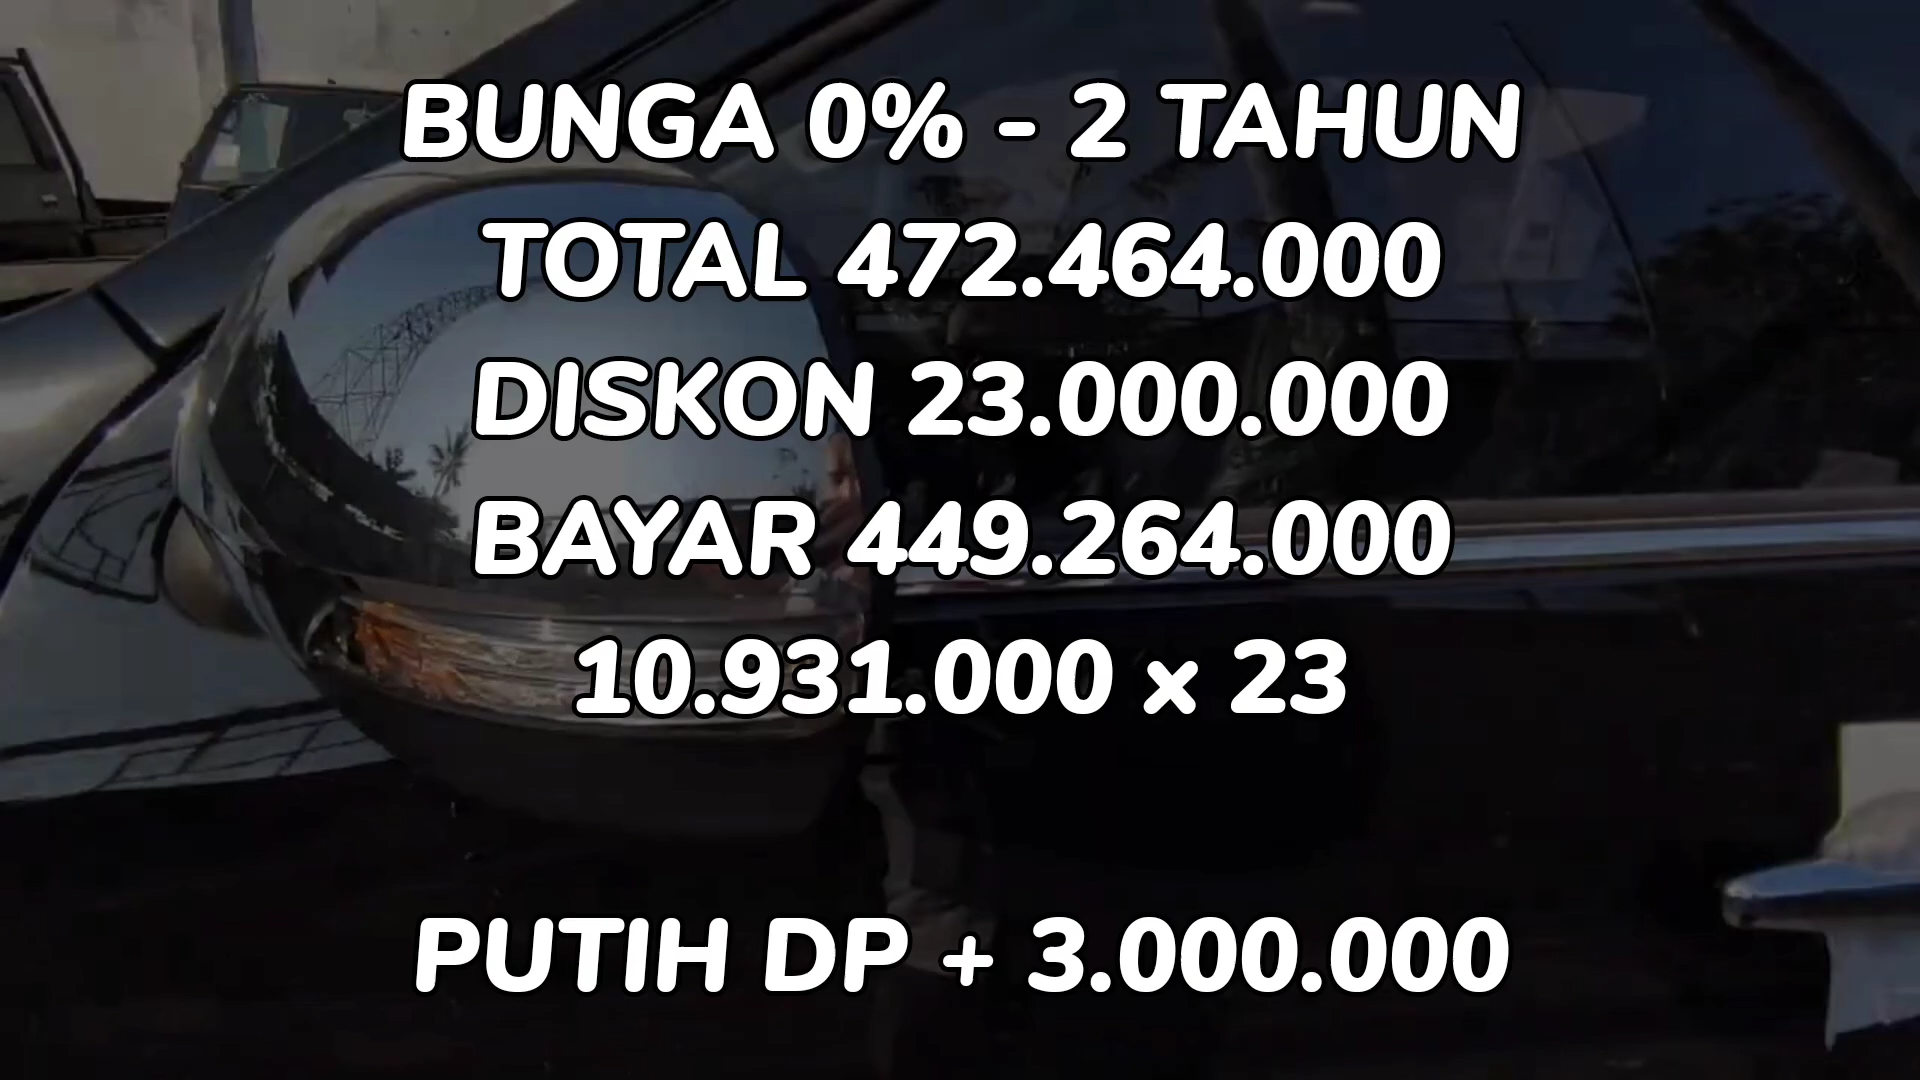 BUNGA 0% - 2 TAHUN
TOTAL 472.464.000
DISKON 23.000.000
BAYAR 449.264.000
10.931.000 x 23
PUTIH DP + 3.000.000